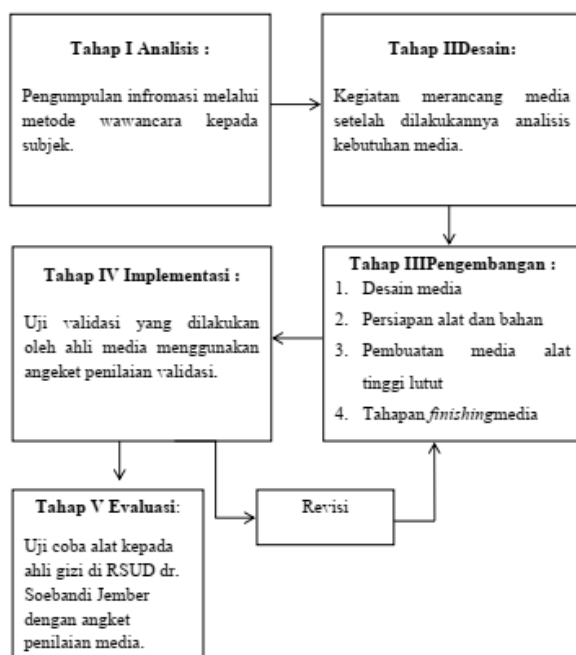 Tahap I Analisis :
Pengumpulan infromasi melalui
metode wawancara kepada
subjek.
Tahap IIDesain:
Kegiatan merancang media
setelah dilakukannya analisis
kebutuhan media.
Tahap IIIPengembangan :
1. Desain media
2. Persiapan alat dan bahan
3. Pembuatan media alat
tinggi lutut
4. Tahapan finishingmedia
Tahap IV Implementasi :
Uji validasi yang dilakukan
oleh ahli media menggunakan
angeket penilaian validasi.
Revisi
Tahap V Evaluasi:
Uji coba alat kepada
ahli gizi di RSUD dr.
Soebandi Jember
dengan angket
penilaian media.